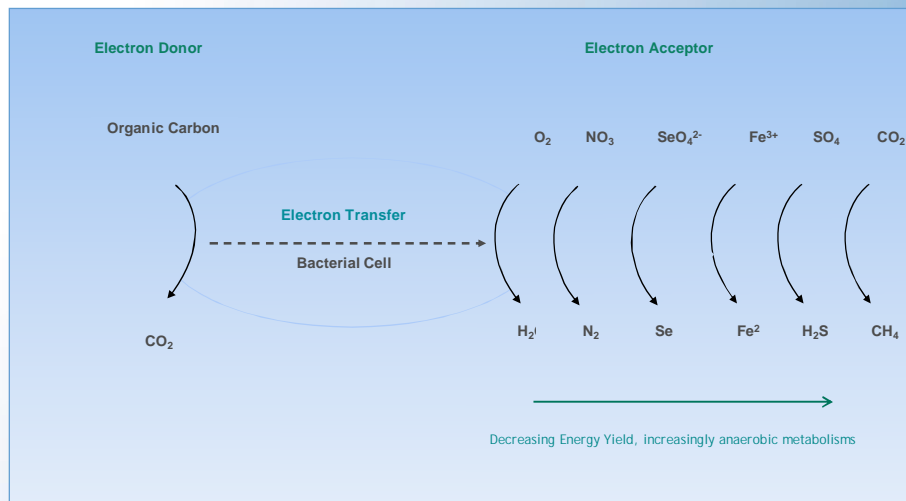 Electron Donor Electron Acceptor
Organic Carbon
O₂ NO₃ SeO₄²⁻ Fe³⁺ SO₄ CO₂
Electron Transfer
Bacterial Cell
H₂ N₂ Se Fe² H₂S CH₄
CO₂
Decreasing Energy Yield, increasingly anaerobic metabolisms